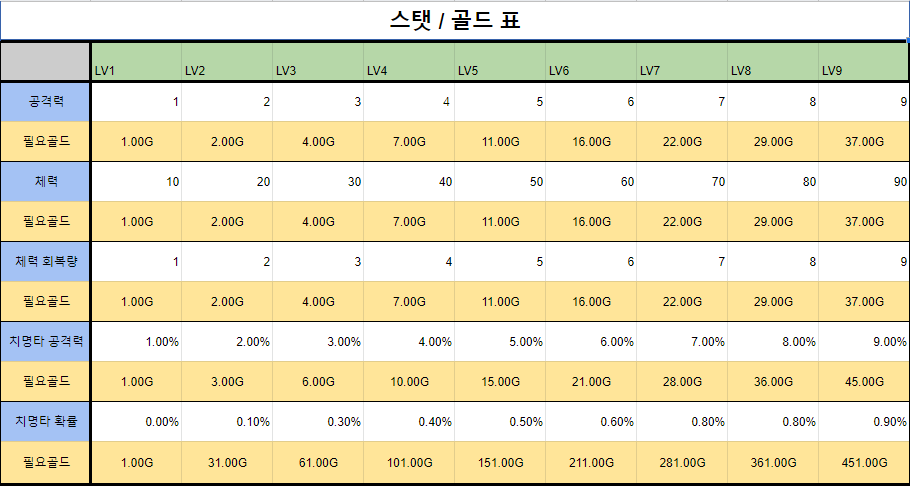 스탯 / 골드 표
LV1 LV2 LV3 LV4 LV5 LV6 LV7 LV8 LV9
공격력 1 2 3 4 5 6 7 8 9
필요골드 1.00G 2.00G 4.00G 7.00G 11.00G 16.00G 22.00G 29.00G 37.00G
체력 10 20 30 40 50 60 70 80 90
필요골드 1.00G 2.00G 4.00G 7.00G 11.00G 16.00G 22.00G 29.00G 37.00G
체력 회복량 1 2 3 4 5 6 7 8 9
필요골드 1.00G 2.00G 4.00G 7.00G 11.00G 16.00G 22.00G 29.00G 37.00G
치명타 공격력 1.00% 2.00% 3.00% 4.00% 5.00% 6.00% 7.00% 8.00% 9.00%
필요골드 1.00G 3.00G 6.00G 10.00G 15.00G 21.00G 28.00G 36.00G 45.00G
치명타 확률 0.00% 0.10% 0.30% 0.40% 0.50% 0.60% 0.80% 0.80% 0.90%
필요골드 1.00G 31.00G 61.00G 101.00G 151.00G 211.00G 281.00G 361.00G 451.00G